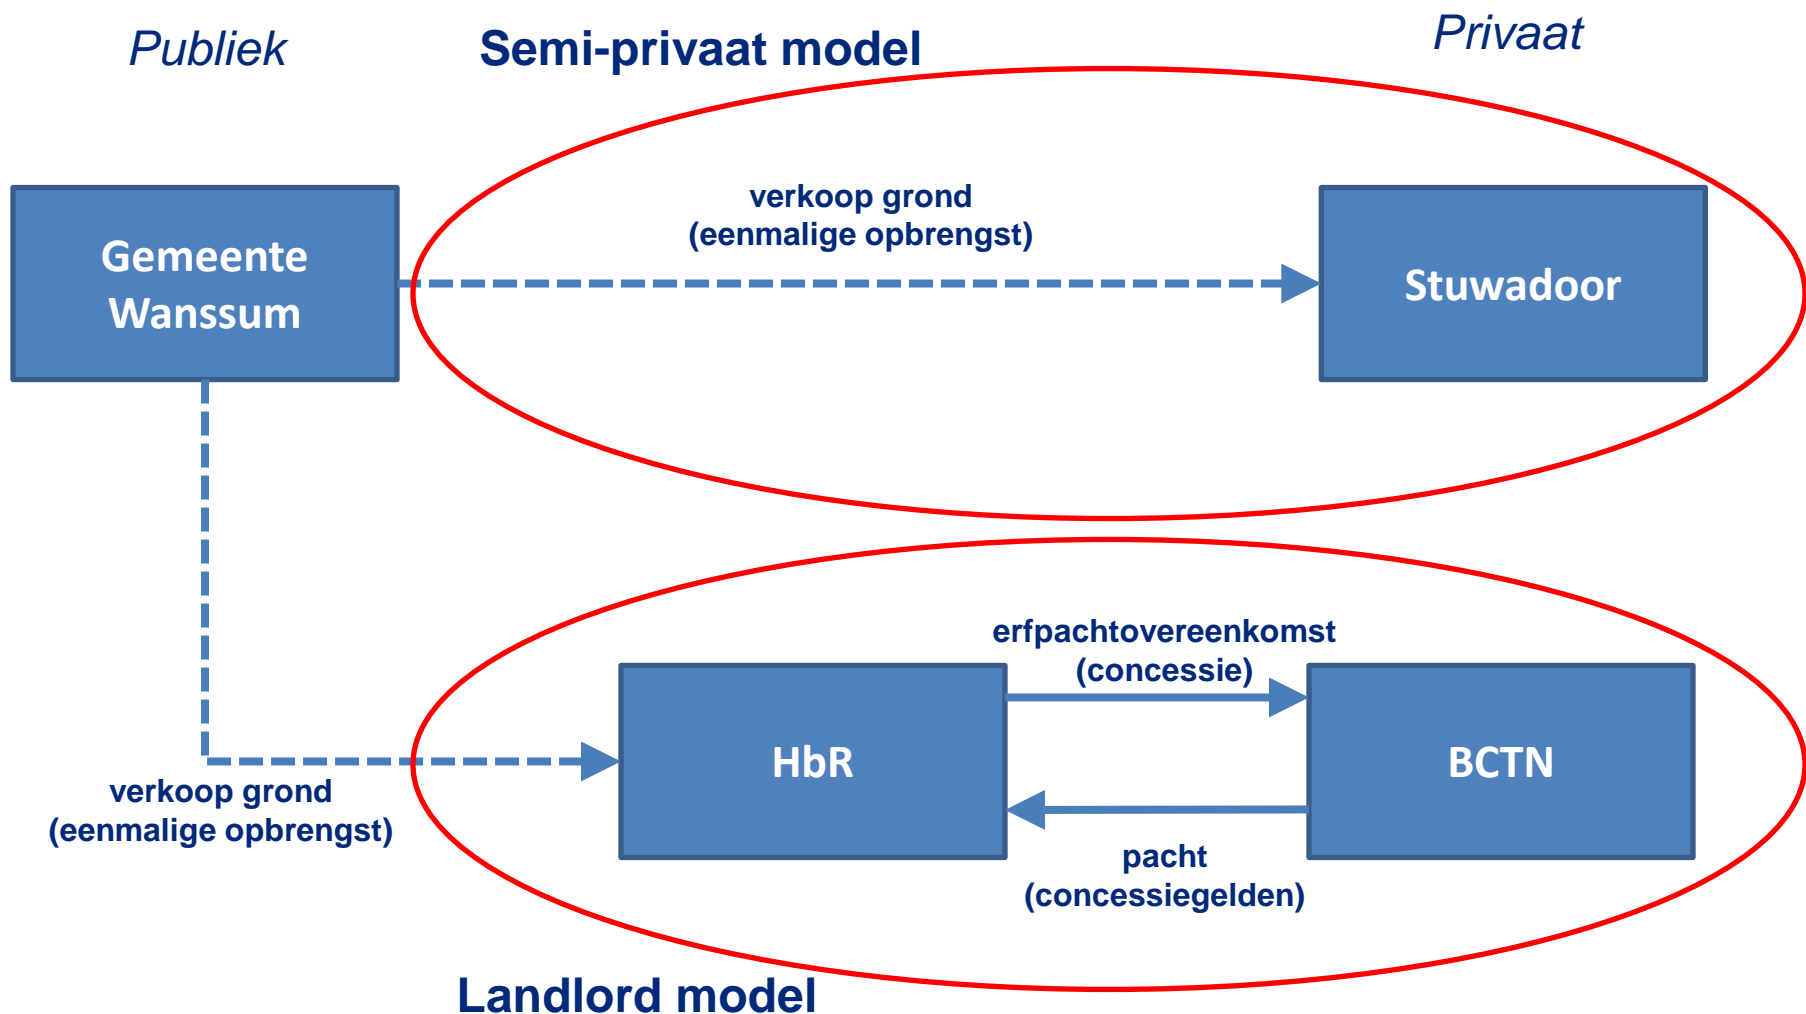 Publiek
Semi-privaat model
Privaat
verkoop grond
(eenmalige opbrengst)
Gemeente
Wanssum
Stuwadoor
erfpachtovereenkomst
(concessie)
HbR
BCTN
verkoop grond
(eenmalige opbrengst)
pacht
(concessiegelden)
Landlord model